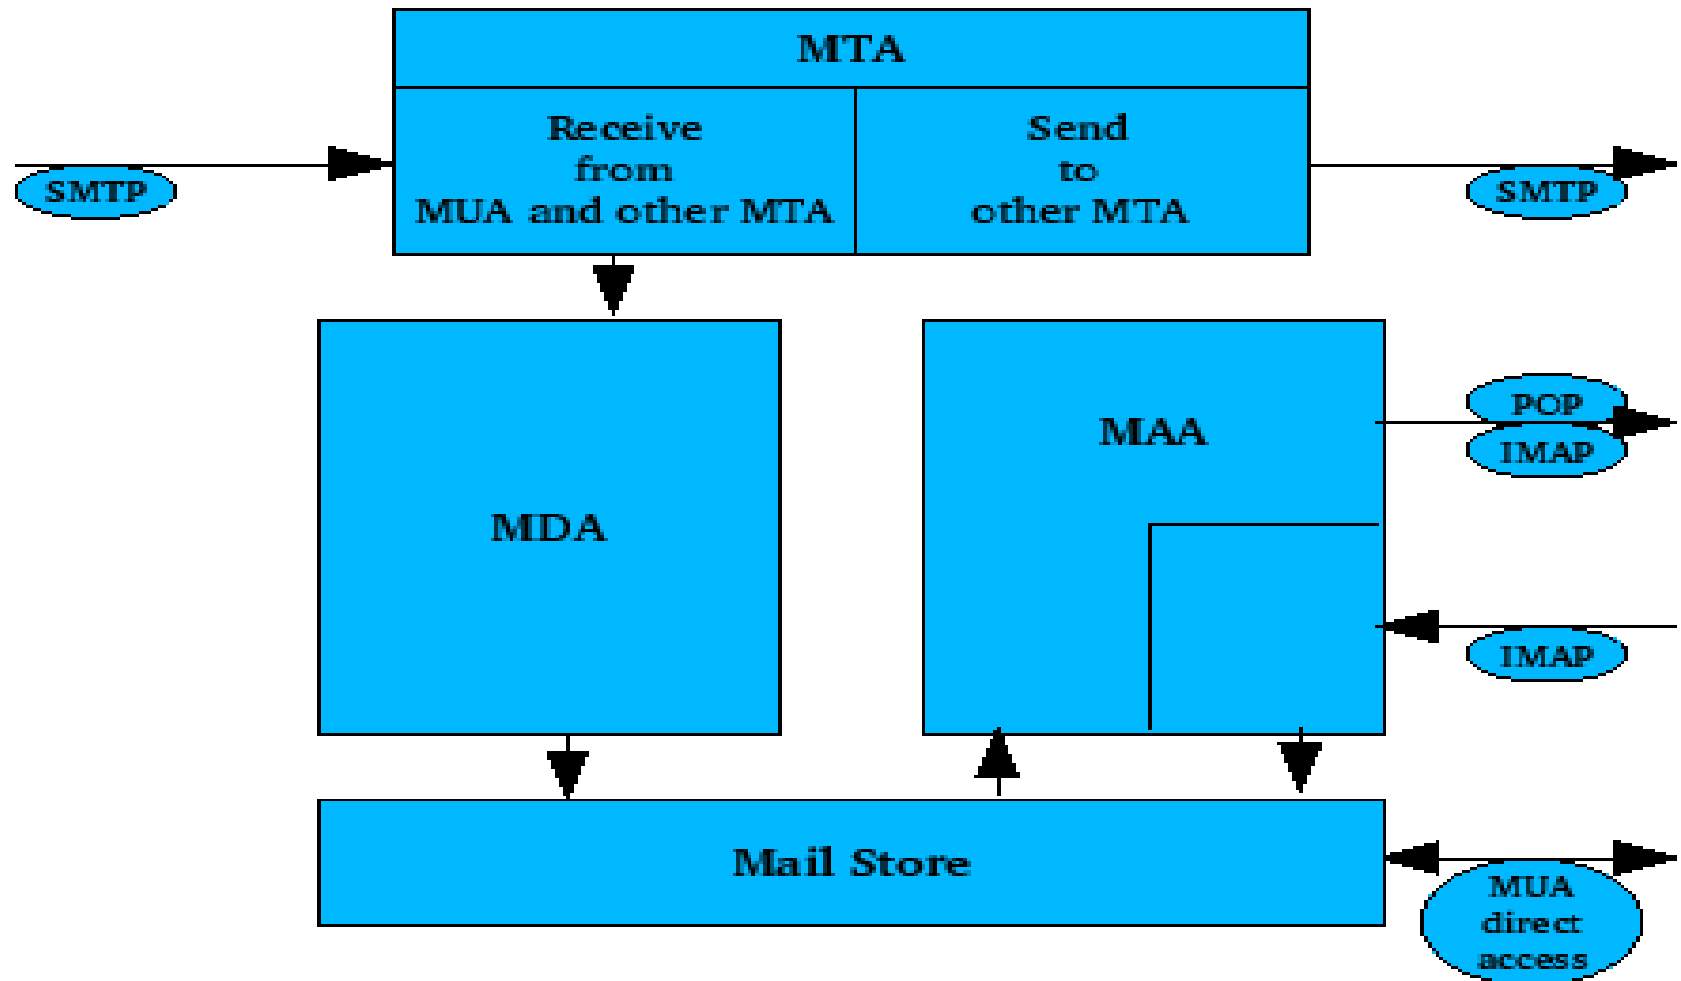 MTA
Receive
from
MUA and other MTA
Send
to
other MTA
SMTP
SMTP
MDA
MAA
POP
IMAP
IMAP
Mail Store
MUA
direct
access